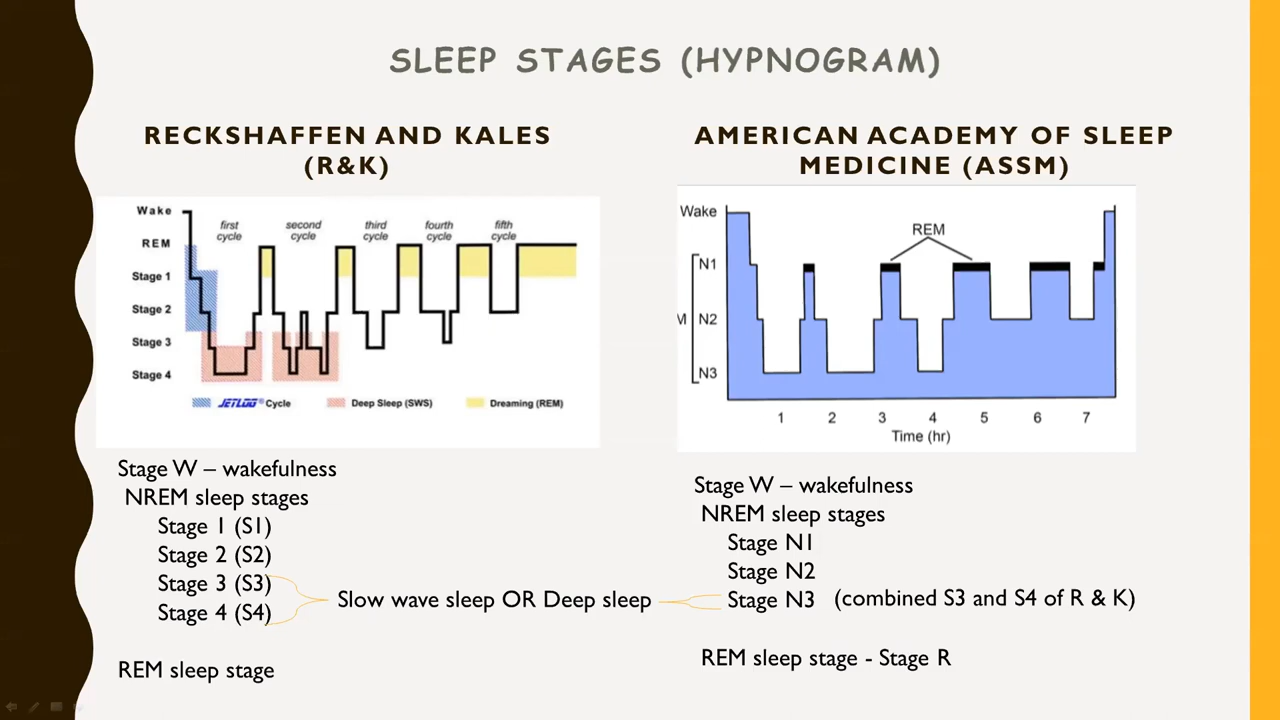 SLEEP STAGES (HYPNOGRAM)
RECKSHAFFEN AND KALES
(R&K)
Wake
REM
Stage 1
Stage 2
Stage 3
Stage 4
first
cycle
second
cycle
third
cycle
fourth
cycle
fifth
cycle
JETLOG® Cycle
Deep Sleep (SWS)
Dreaming (REM)
Stage W – wakefulness
NREM sleep stages
Stage 1 (S1)
Stage 2 (S2)
Stage 3 (S3)
Stage 4 (S4)
Slow wave sleep OR Deep sleep
REM sleep stage
AMERICAN ACADEMY OF SLEEP
MEDICINE (ASSM)
Wake
REM
N1
M
N2
N3
1 2 3 4 5 6 7
Time (hr)
Stage W – wakefulness
NREM sleep stages
Stage N1
Stage N2
Stage N3 (combined S3 and S4 of R & K)
REM sleep stage - Stage R